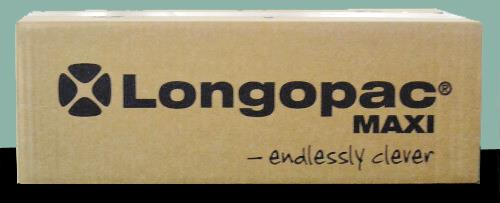 Longopac®
MAXI
– endlessly clever